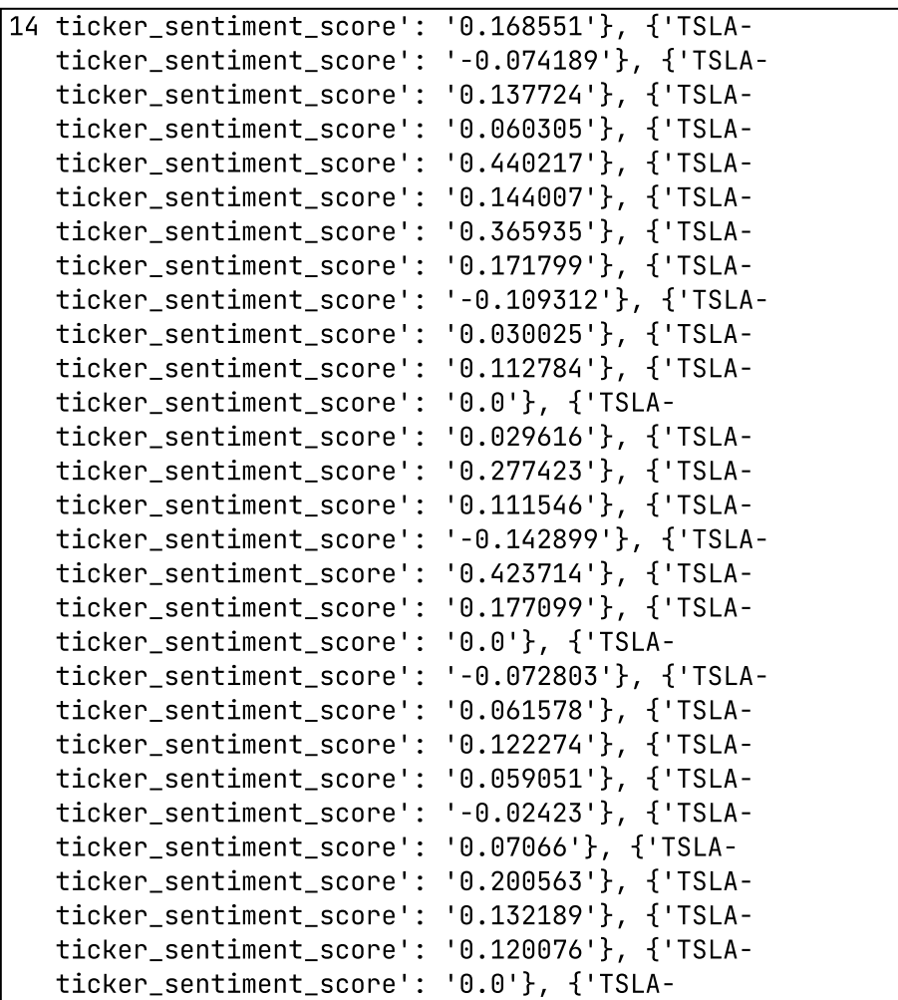 14 ticker_sentiment_score': '0.168551'}, {'TSLA-
ticker_sentiment_score': '-0.074189'}, {'TSLA-
ticker_sentiment_score': '0.137724'}, {'TSLA-
ticker_sentiment_score': '0.060305'}, {'TSLA-
ticker_sentiment_score': '0.440217'}, {'TSLA-
ticker_sentiment_score': '0.144007'}, {'TSLA-
ticker_sentiment_score': '0.365935'}, {'TSLA-
ticker_sentiment_score': '0.171799'}, {'TSLA-
ticker_sentiment_score': '-0.109312'}, {'TSLA-
ticker_sentiment_score': '0.030025'}, {'TSLA-
ticker_sentiment_score': '0.112784'}, {'TSLA-
ticker_sentiment_score': '0.0'}, {'TSLA-
ticker_sentiment_score': '0.029616'}, {'TSLA-
ticker_sentiment_score': '0.277423'}, {'TSLA-
ticker_sentiment_score': '0.111546'}, {'TSLA-
ticker_sentiment_score': '-0.142899'}, {'TSLA-
ticker_sentiment_score': '0.423714'}, {'TSLA-
ticker_sentiment_score': '0.177099'}, {'TSLA-
ticker_sentiment_score': '0.0'}, {'TSLA-
ticker_sentiment_score': '-0.072803'}, {'TSLA-
ticker_sentiment_score': '0.061578'}, {'TSLA-
ticker_sentiment_score': '0.122274'}, {'TSLA-
ticker_sentiment_score': '0.059051'}, {'TSLA-
ticker_sentiment_score': '-0.02423'}, {'TSLA-
ticker_sentiment_score': '0.07066'}, {'TSLA-
ticker_sentiment_score': '0.200563'}, {'TSLA-
ticker_sentiment_score': '0.132189'}, {'TSLA-
ticker_sentiment_score': '0.120076'}, {'TSLA-
ticker_sentiment_score': '0.0'}, {'TSLA-